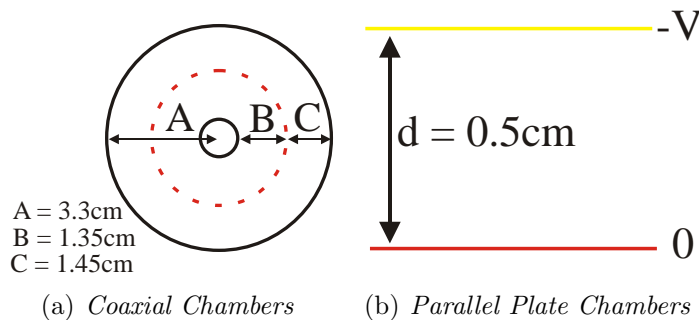 A
B
C
A = 3.3cm
B = 1.35cm
C = 1.45cm
(a) Coaxial Chambers
-V
d = 0.5cm
0
(b) Parallel Plate Chambers